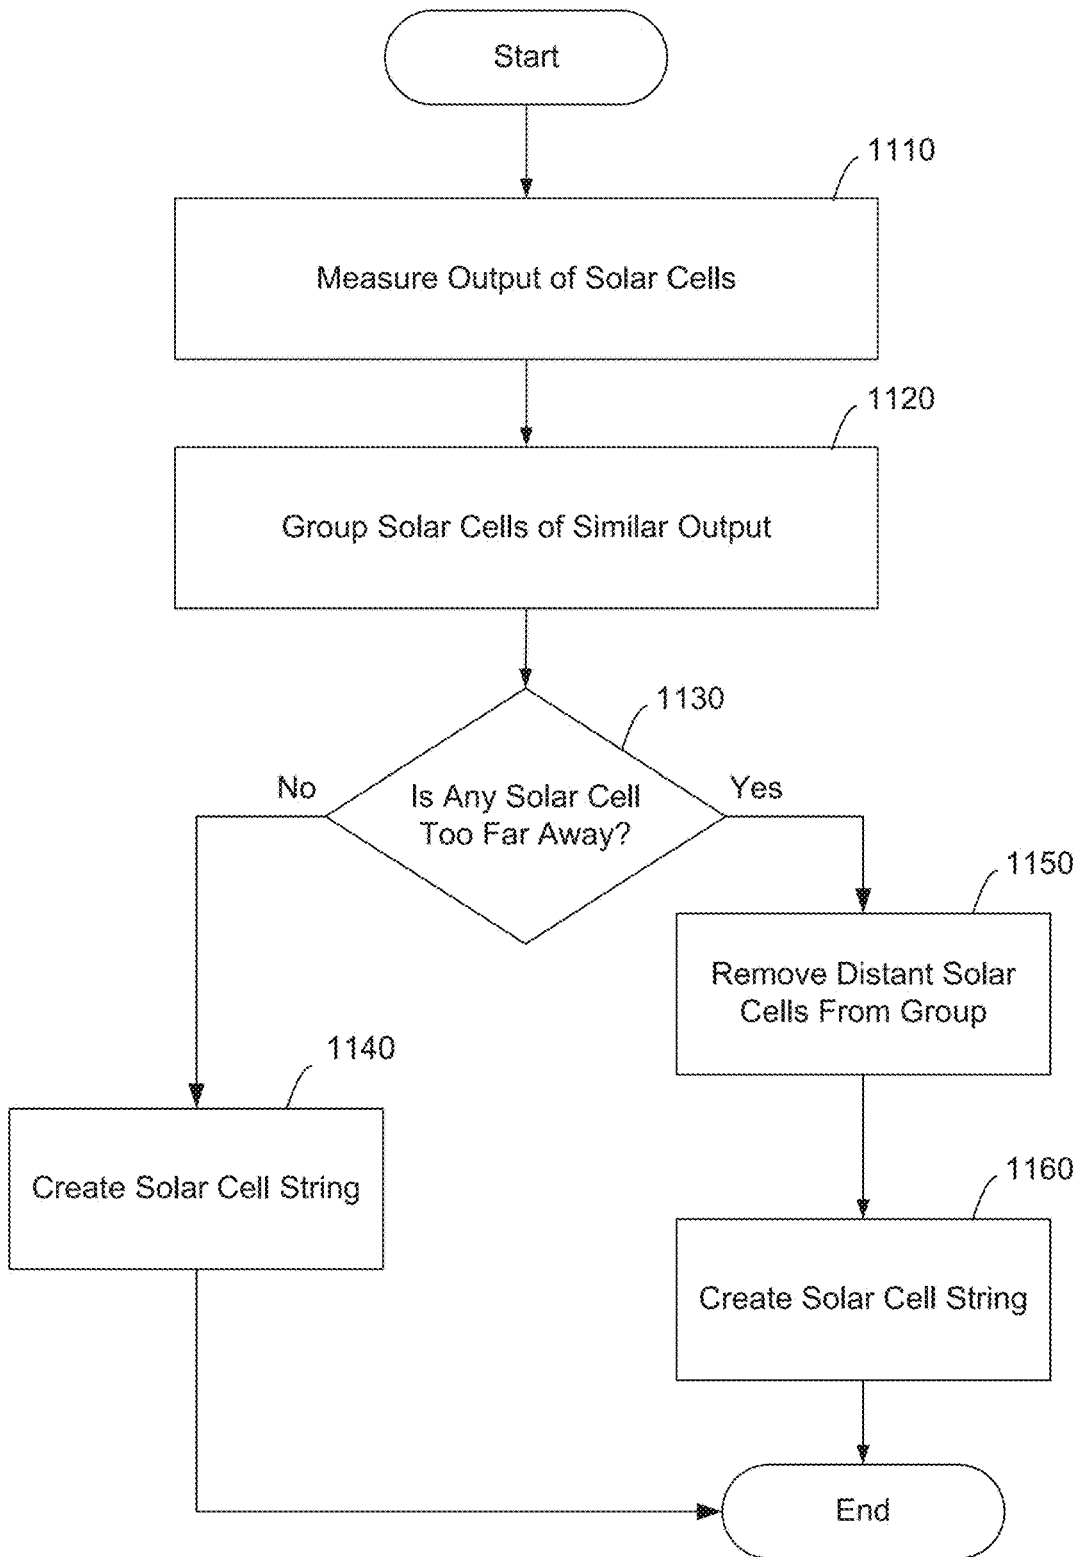 Start
1110
Measure Output of Solar Cells
1120
Group Solar Cells of Similar Output
1130
No
Is Any Solar Cell
Too Far Away?
Yes
1150
Remove Distant Solar
Cells From Group
1140
Create Solar Cell String
1160
Create Solar Cell String
End